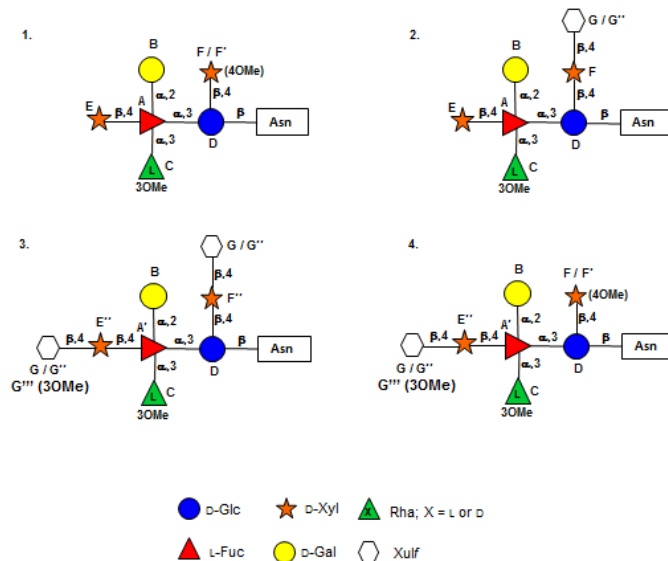 1.
B
F / F'
(4OMe)
E
β,4
A
α,2
β,4
α,3
β
Asn
D
α,3
L
C
3OMe
2.
G / G''
β,4
B
F
E
β,4
A
α,2
β,4
α,3
β
Asn
D
α,3
L
C
3OMe
3.
G / G''
β,4
B
F''
E''
β,4
β,4
A'
α,2
β,4
α,3
β
Asn
D
G / G''
G''' (3OMe)
α,3
L
C
3OMe
4.
B
F / F'
(4OMe)
E''
β,4
β,4
A'
α,2
β,4
α,3
β
Asn
D
G / G''
G''' (3OMe)
α,3
L
C
3OMe
D-Glc
D-Xyl
X
Rha; X = L or D
L-Fuc
D-Gal
Xulf